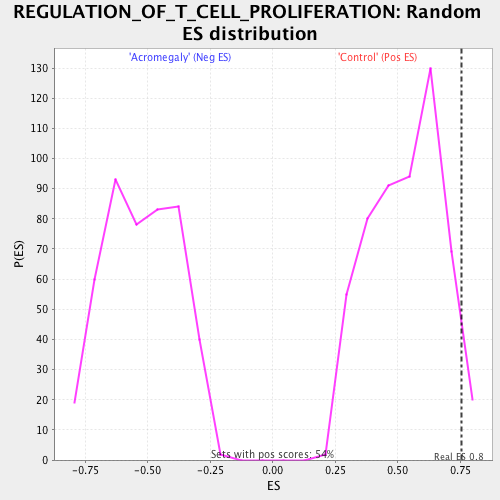 REGULATION_OF_T_CELL_PROLIFERATION: Random
ES distribution
'Acromegaly' (Neg ES)
'Control' (Pos ES)
130
120
110
100
90
80
70
60
50
40
30
20
10
0
P(ES)
Sets with pos scores: 54%
Real ES 0.8
-0.75
-0.50
-0.25
0.00
0.25
0.50
0.75
ES